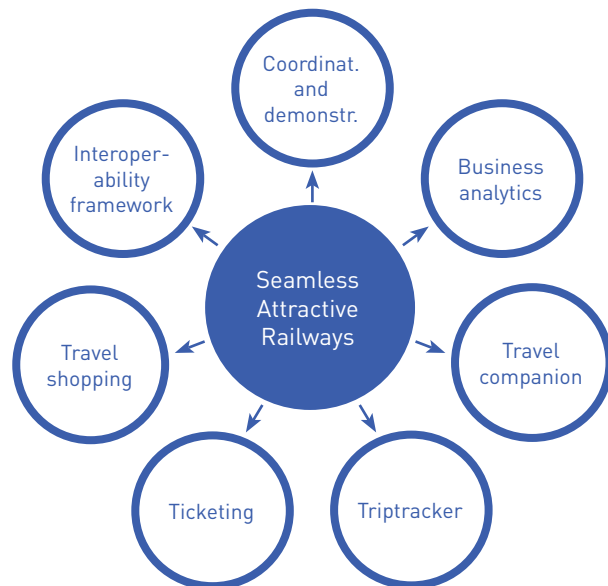 Coordinat.
and
demonstr.
Interoper-
ability
framework
Business
analytics
Seamless
Attractive
Railways
Travel
shopping
Travel
companion
Ticketing
Triptracker